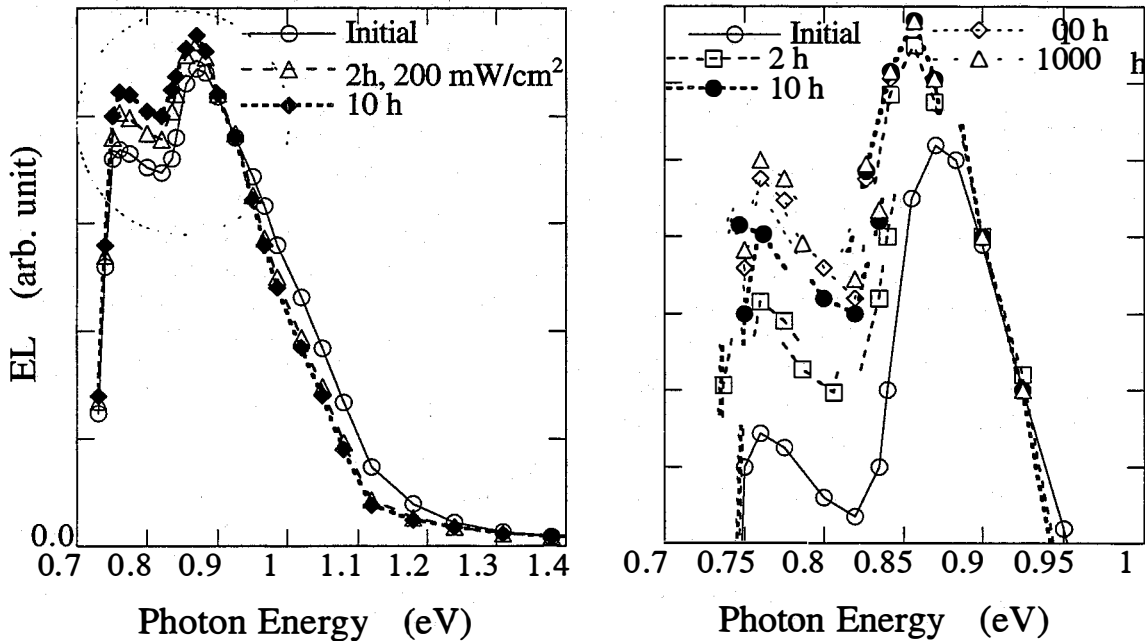 Initial
2h, 200 mW/cm²
10 h
EL (arb. unit)
0.0
0.7 0.8 0.9 1 1.1 1.2 1.3 1.4
Photon Energy (eV)
Initial
2 h
10 h
00 h
1000 h
0.7 0.75 0.8 0.85 0.9 0.95 1
Photon Energy (eV)